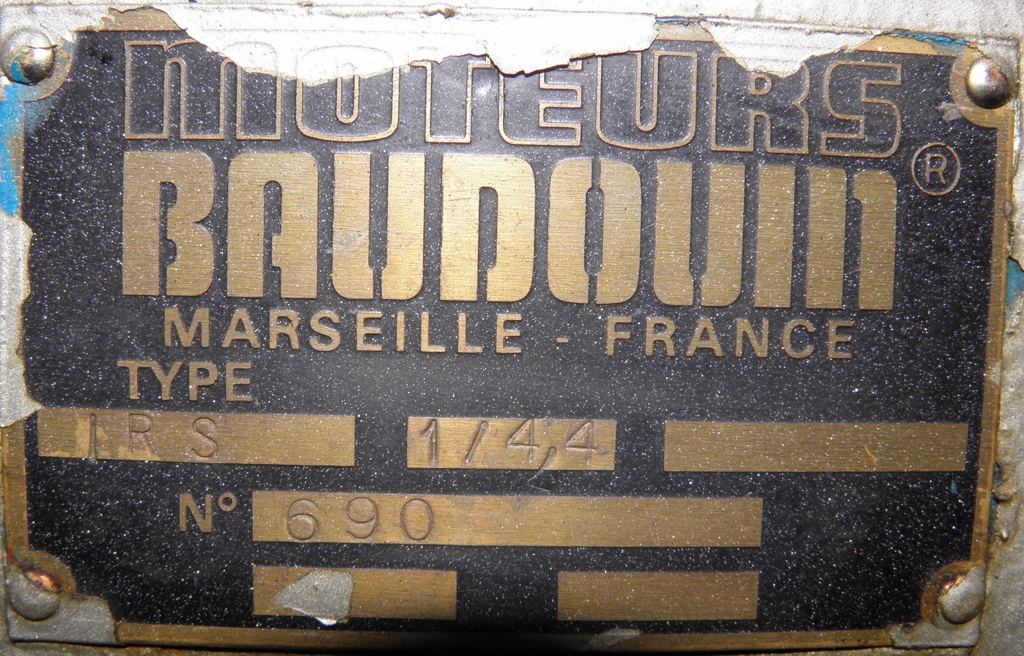 MOTEURS
BAUDOUIN ®
MARSEILLE - FRANCE
TYPE
IRS 1/4,4
N° 690